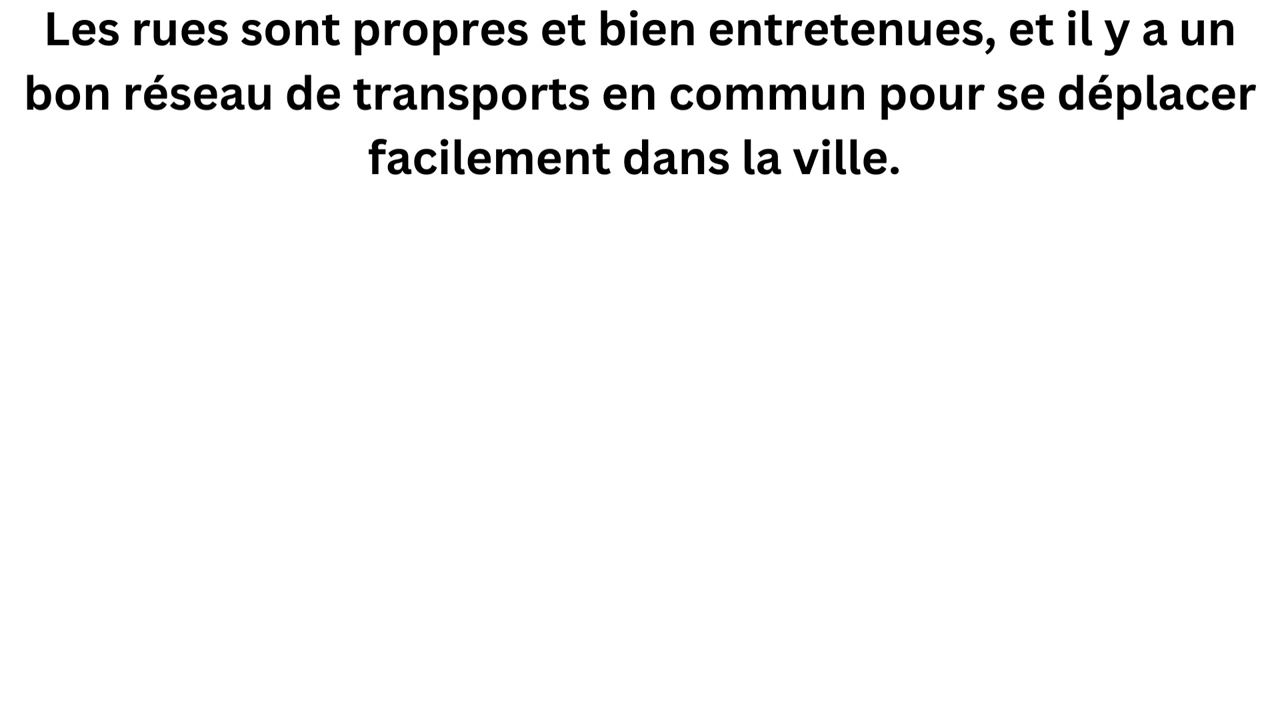 Les rues sont propres et bien entretenues, et il y a un
bon réseau de transports en commun pour se déplacer
facilement dans la ville.